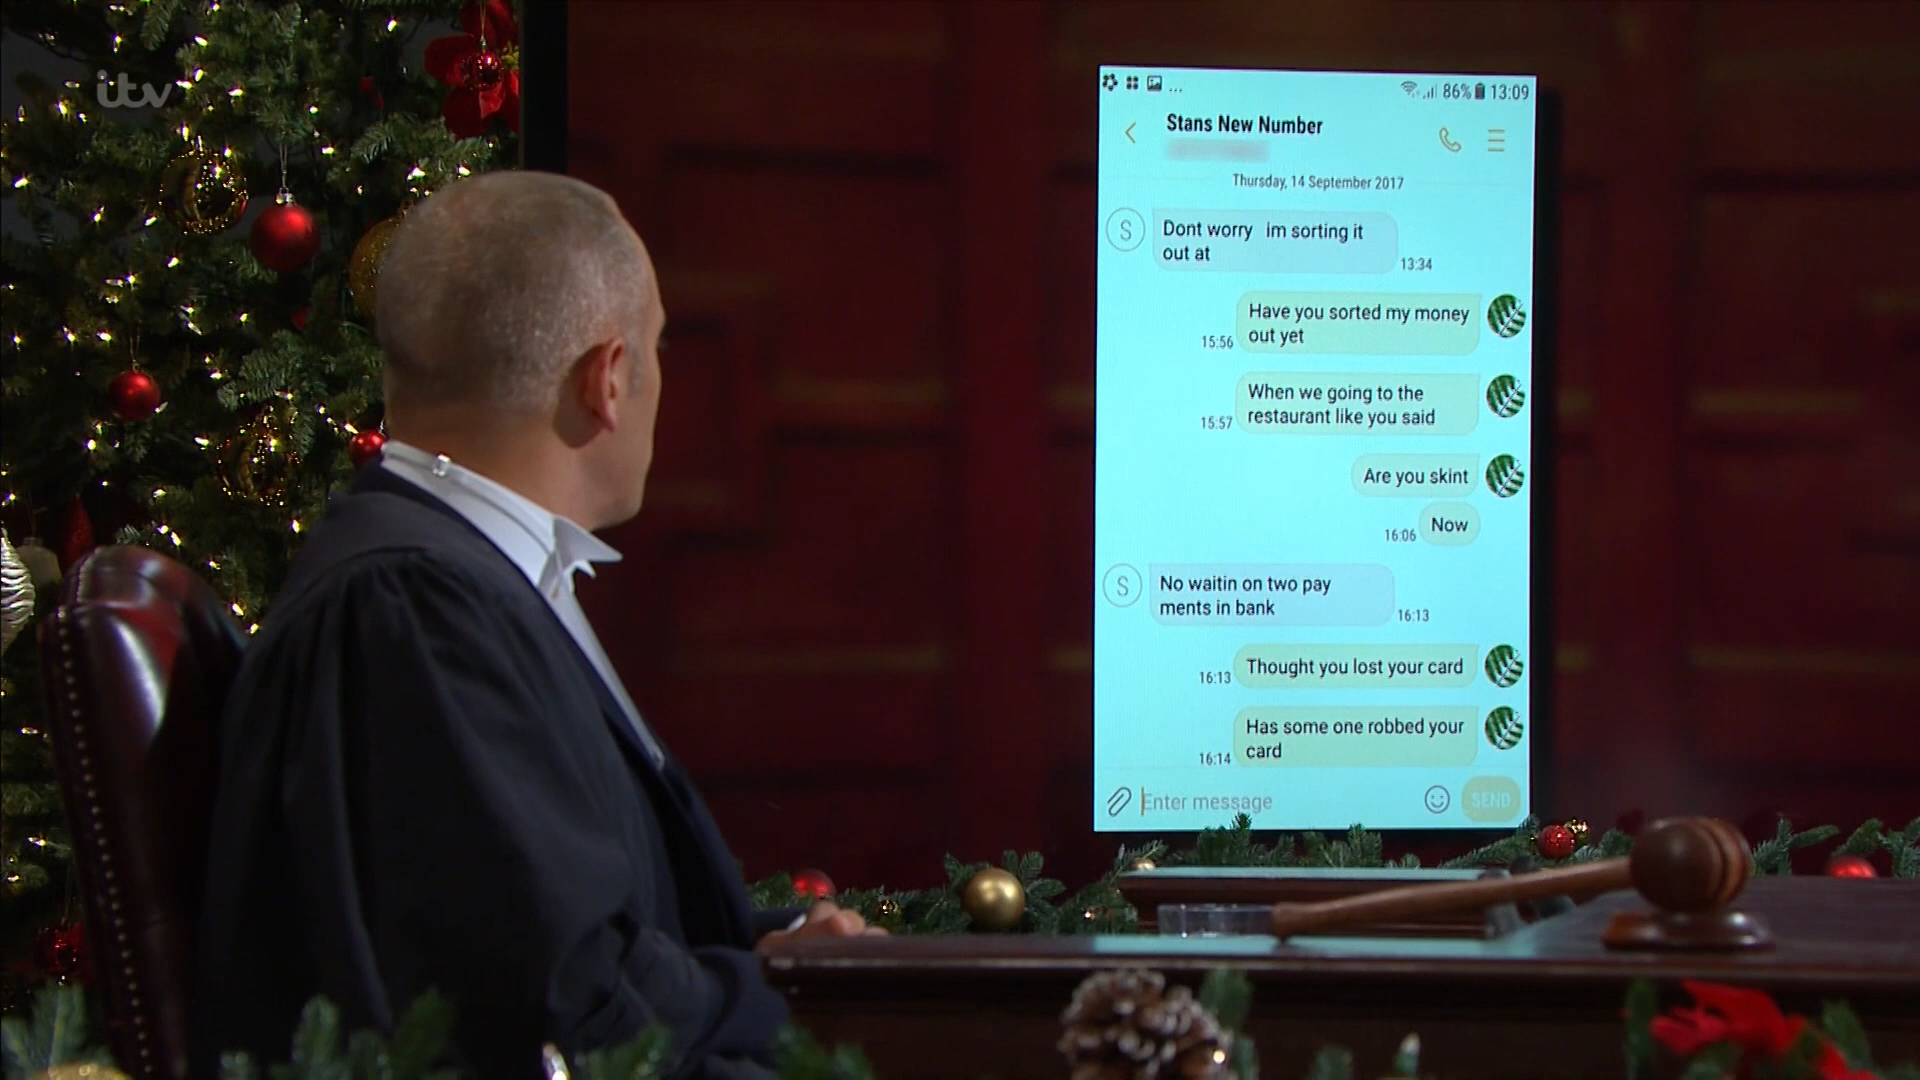 itv
... 86% 13:09
Stans New Number
Thursday, 14 September 2017
S
Dont worry im sorting it
out at
13:34
Have you sorted my money
out yet
15:56
When we going to the
restaurant like you said
15:57
Are you skint
Now
16:06
S
No waitin on two pay
ments in bank
16:13
Thought you lost your card
16:13
Has some one robbed your
card
16:14
Enter message
SEND